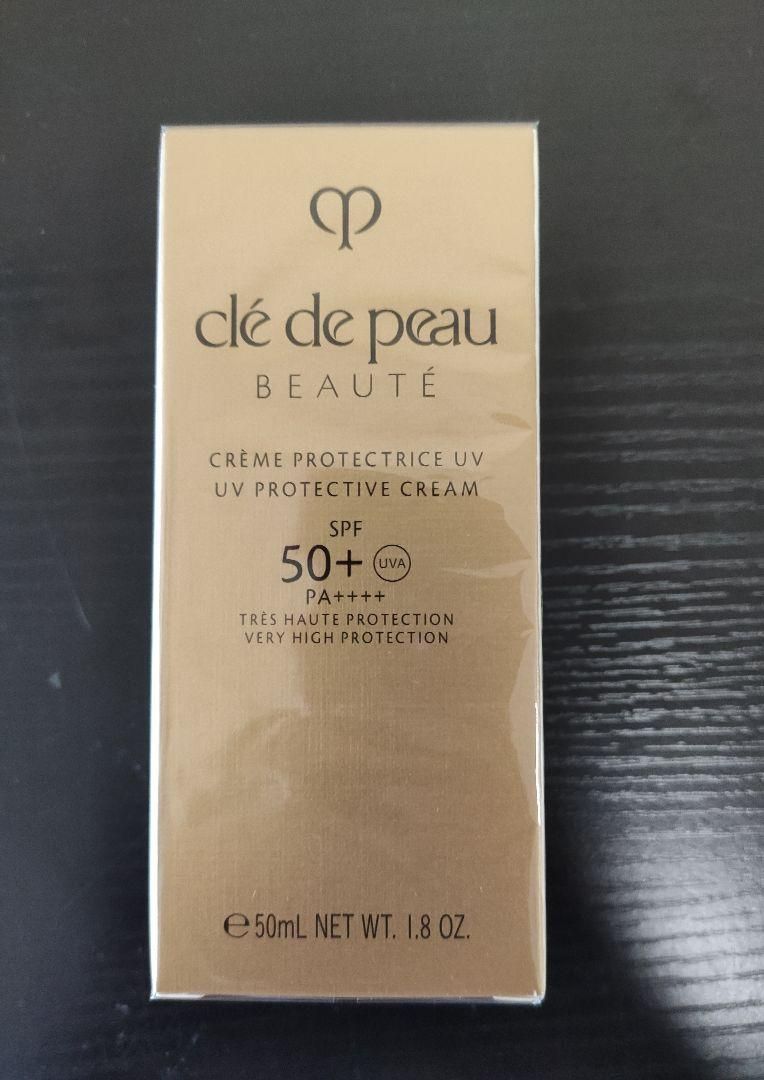 clé de peau
BEAUTÉ
CRÈME PROTECTRICE UV
UV PROTECTIVE CREAM
SPF
50+ UVA
PA++++
TRÈS HAUTE PROTECTION
VERY HIGH PROTECTION
℮50mL NET WT. 1.8 OZ.